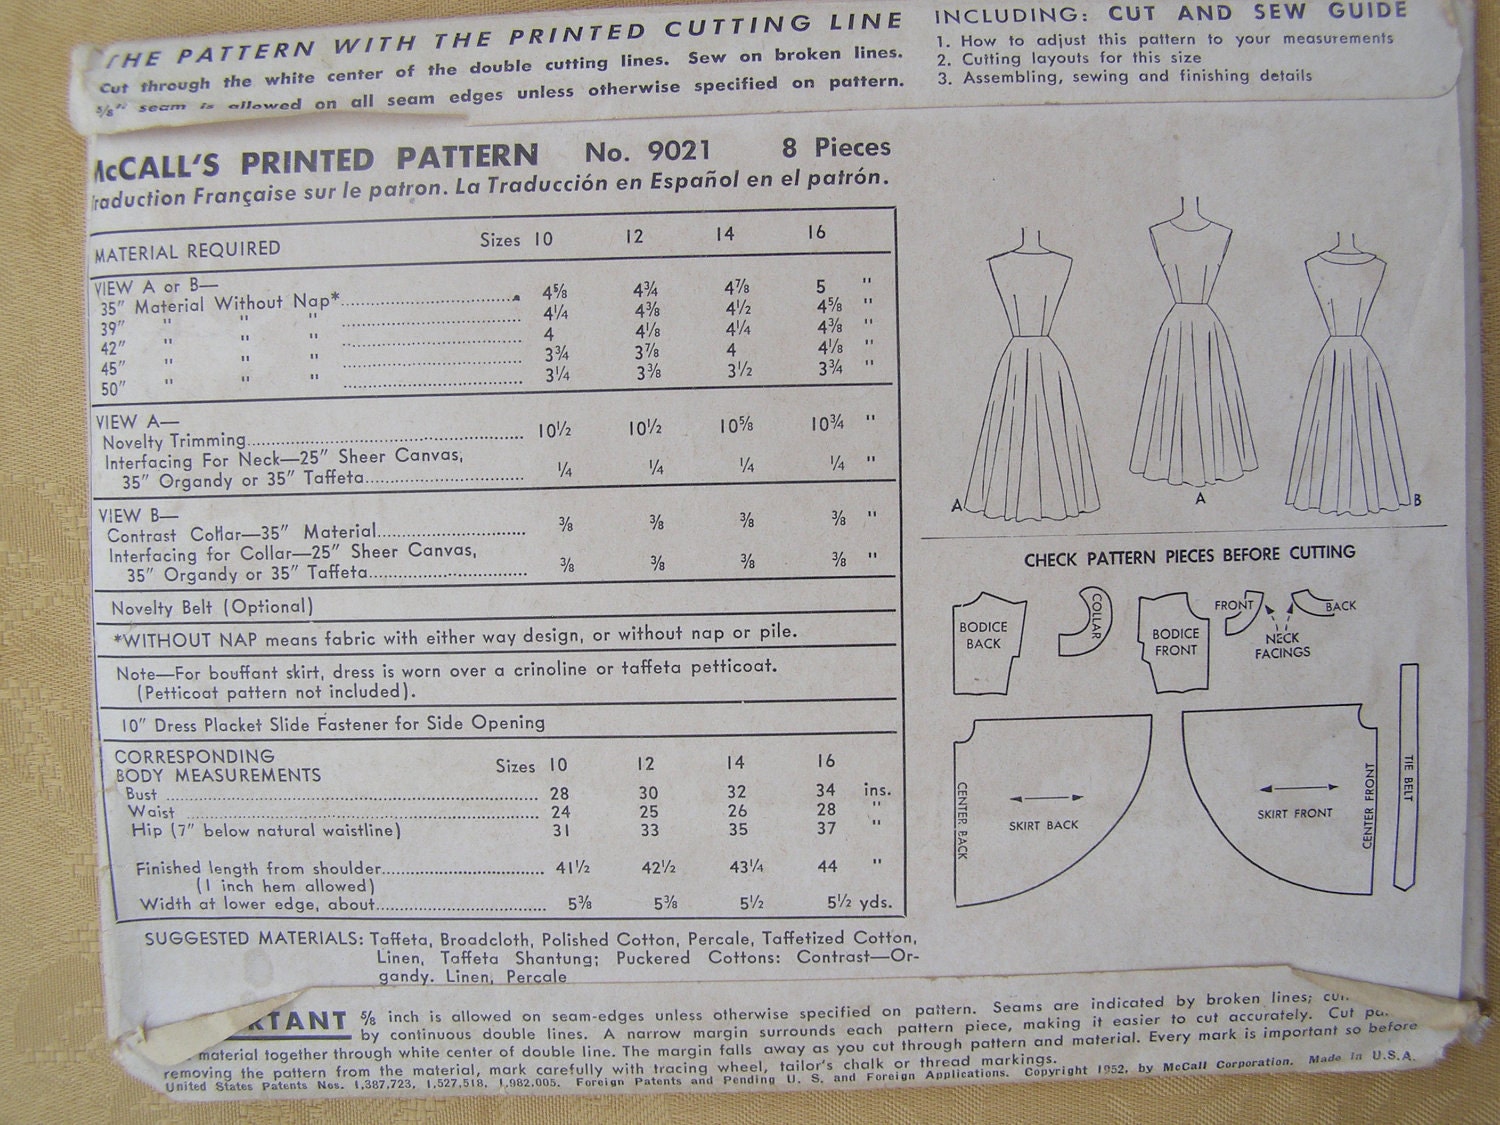 THE PATTERN WITH THE PRINTED CUTTING LINE
Cut through the white center of the double cutting lines. Sew on broken lines.
5/8" seam is allowed on all seam edges unless otherwise specified on pattern.
INCLUDING: CUT AND SEW GUIDE
1. How to adjust this pattern to your measurements
2. Cutting layouts for this size
3. Assembling, sewing and finishing details
McCALL'S PRINTED PATTERN No. 9021 8 Pieces
raduction Française sur le patron. La Traducción en Español en el patrón.
MATERIAL REQUIRED Sizes 10 12 14 16
VIEW A or B—
35" Material Without Nap* 4⅝ 4¾ 4⅞ 5 "
39" " " " 4¼ 4⅜ 4½ 4⅝ "
42" " " " 4 4⅛ 4¼ 4⅜ "
45" " " " 3¾ 3⅞ 4 4⅛ "
50" " " " 3¼ 3⅜ 3½ 3¾ "
VIEW A—
Novelty Trimming 10½ 10½ 10⅝ 10¾ "
Interfacing For Neck—25" Sheer Canvas,
35" Organdy or 35" Taffeta ¼ ¼ ¼ ¼ "
VIEW B—
Contrast Collar—35" Material ⅜ ⅜ ⅜ ⅜ "
Interfacing for Collar—25" Sheer Canvas,
35" Organdy or 35" Taffeta ⅜ ⅜ ⅜ ⅜ "
Novelty Belt (Optional)
*WITHOUT NAP means fabric with either way design, or without nap or pile.
Note—For bouffant skirt, dress is worn over a crinoline or taffeta petticoat.
(Petticoat pattern not included).
10" Dress Placket Slide Fastener for Side Opening
CORRESPONDING
BODY MEASUREMENTS Sizes 10 12 14 16
Bust 28 30 32 34 ins.
Waist 24 25 26 28 "
Hip (7" below natural waistline) 31 33 35 37 "
Finished length from shoulder 41½ 42½ 43¼ 44 "
(1 inch hem allowed)
Width at lower edge, about 5⅜ 5⅜ 5½ 5½ yds.
SUGGESTED MATERIALS: Taffeta, Broadcloth, Polished Cotton, Percale, Taffetized Cotton,
Linen, Taffeta Shantung; Puckered Cottons: Contrast—Or-
gandy. Linen, Percale
A
A
B
CHECK PATTERN PIECES BEFORE CUTTING
BODICE
BACK
COLLAR
BODICE
FRONT
FRONT
BACK
NECK
FACINGS
CENTER BACK
SKIRT BACK
SKIRT FRONT
CENTER FRONT
TIE BELT
RTANT ⅝ inch is allowed on seam-edges unless otherwise specified on pattern. Seams are indicated by broken lines;
by continuous double lines. A narrow margin surrounds each pattern piece, making it easier to cut accurately. Cut
material together through white center of double line. The margin falls away as you cut through pattern and material. Every mark is important so before
removing the pattern from the material, mark carefully with tracing wheel, tailor's chalk or thread markings.
United States Patents Nos. 1,387,723, 1,527,518, 1,982,005. Foreign Patents and Pending U. S. and Foreign Applications. Copyright 1952, by McCall Corporation. Made in U.S.A.